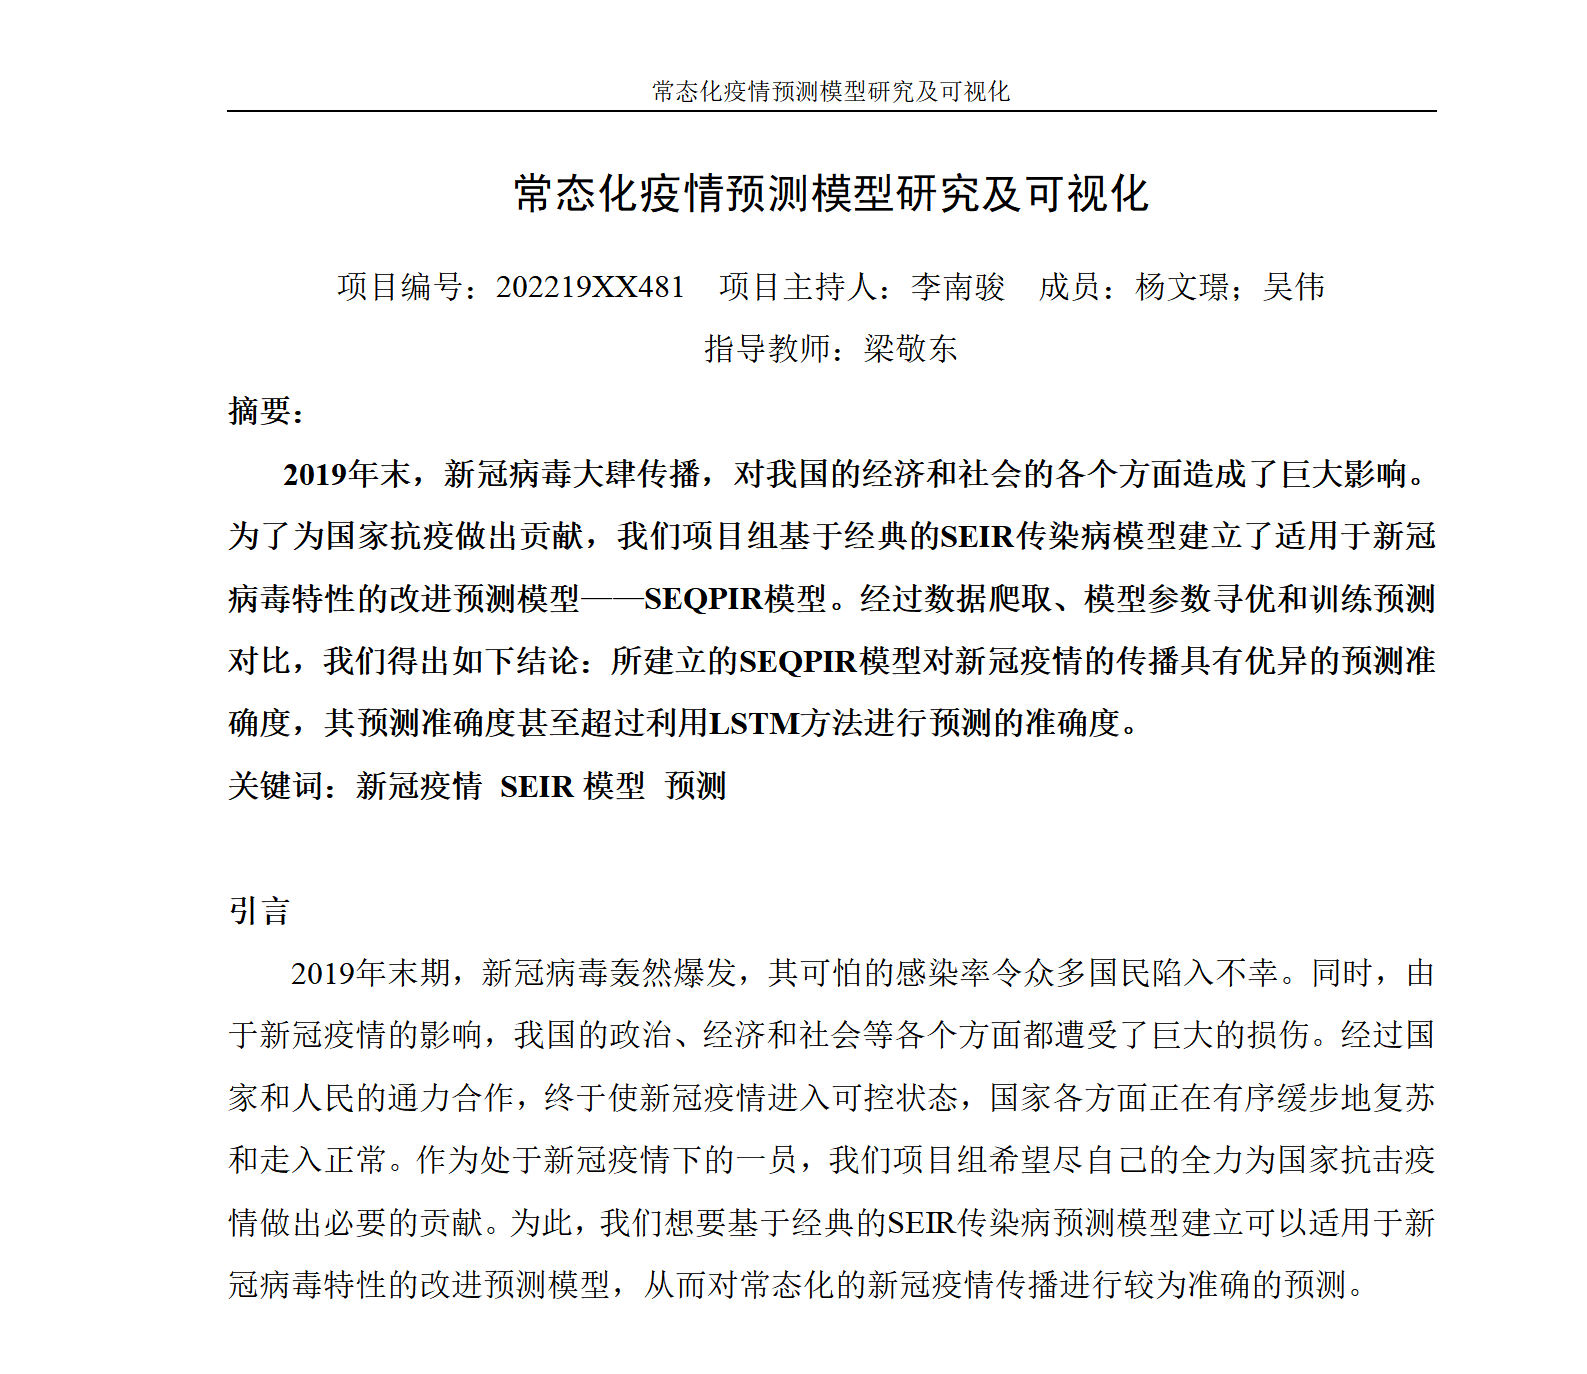 常态化疫情预测模型研究及可视化
常态化疫情预测模型研究及可视化
项目编号：202219XX481 项目主持人：李南骏 成员：杨文璟；吴伟
指导教师：梁敬东
摘要：
2019年末，新冠病毒大肆传播，对我国的经济和社会的各个方面造成了巨大影响。
为了为国家抗疫做出贡献，我们项目组基于经典的SEIR传染病模型建立了适用于新冠
病毒特性的改进预测模型——SEQPIR模型。经过数据爬取、模型参数寻优和训练预测
对比，我们得出如下结论：所建立的SEQPIR模型对新冠疫情的传播具有优异的预测准
确度，其预测准确度甚至超过利用LSTM方法进行预测的准确度。
关键词：新冠疫情 SEIR 模型 预测
引言
2019年末期，新冠病毒轰然爆发，其可怕的感染率令众多国民陷入不幸。同时，由
于新冠疫情的影响，我国的政治、经济和社会等各个方面都遭受了巨大的损伤。经过国
家和人民的通力合作，终于使新冠疫情进入可控状态，国家各方面正在有序缓步地复苏
和走入正常。作为处于新冠疫情下的一员，我们项目组希望尽自己的全力为国家抗击疫
情做出必要的贡献。为此，我们想要基于经典的SEIR传染病预测模型建立可以适用于新
冠病毒特性的改进预测模型，从而对常态化的新冠疫情传播进行较为准确的预测。